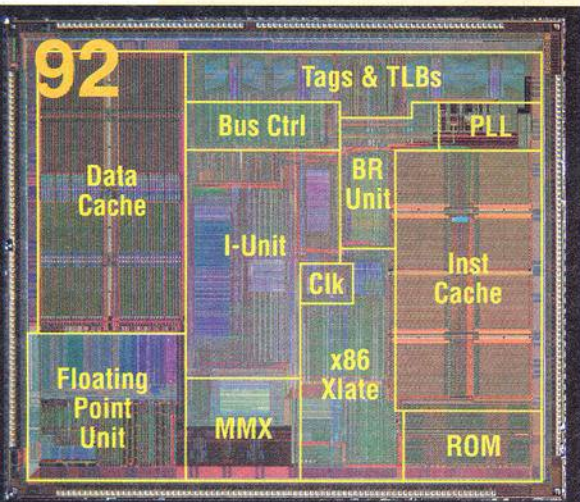 92
Tags & TLBs
Bus Ctrl
PLL
Data
Cache
BR
Unit
I-Unit
Inst
Cache
Clk
x86
Xlate
Floating
Point
Unit
MMX
ROM